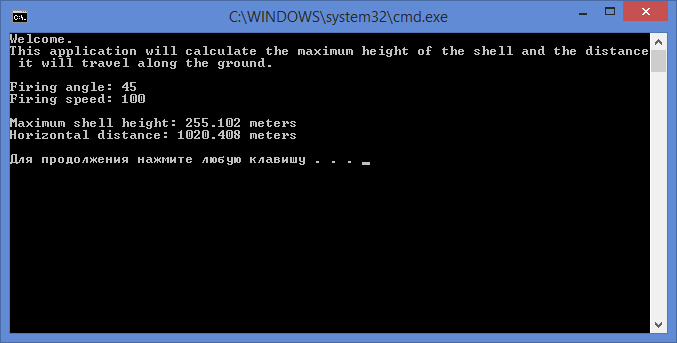 C:\WINDOWS\system32\cmd.exe
Welcome.
This application will calculate the maximum height of the shell and the distance
it will travel along the ground.
Firing angle: 45
Firing speed: 100
Maximum shell height: 255.102 meters
Horizontal distance: 1020.408 meters
Для продолжения нажмите любую клавишу . . . _